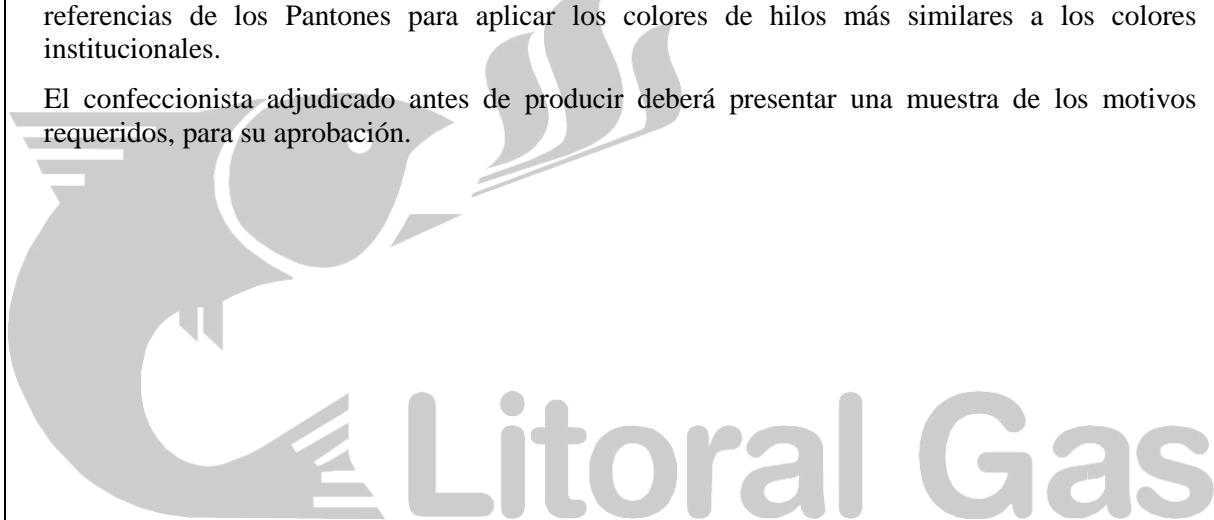 referencias de los Pantones para aplicar los colores de hilos más similares a los colores
institucionales.
El confeccionista adjudicado antes de producir deberá presentar una muestra de los motivos
requeridos, para su aprobación.
Litoral Gas